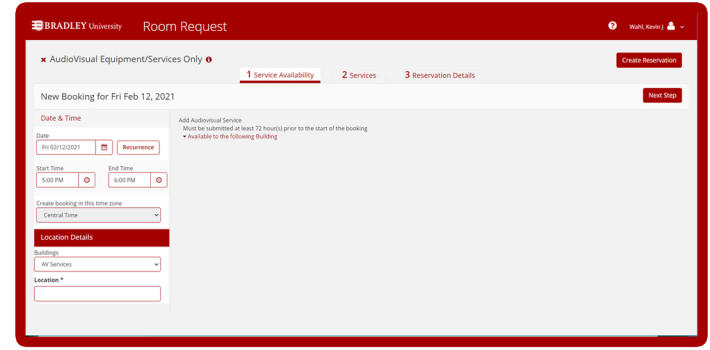 BRADLEY University Room Request
? Wahl, Kevin J
✖ AudioVisual Equipment/Services Only
Create Reservation
1 Service Availability 2 Services 3 Reservation Details
New Booking for Fri Feb 12, 2021
Next Step
Date & Time
Date
Fri 02/12/2021 Recurrence
Start Time End Time
5:00 PM 6:00 PM
Create booking in this time zone
Central Time
Location Details
Buildings
AV Services
Location *
Add Audiovisual Service
Must be submitted at least 72 hour(s) prior to the start of the booking
Available to the following Building